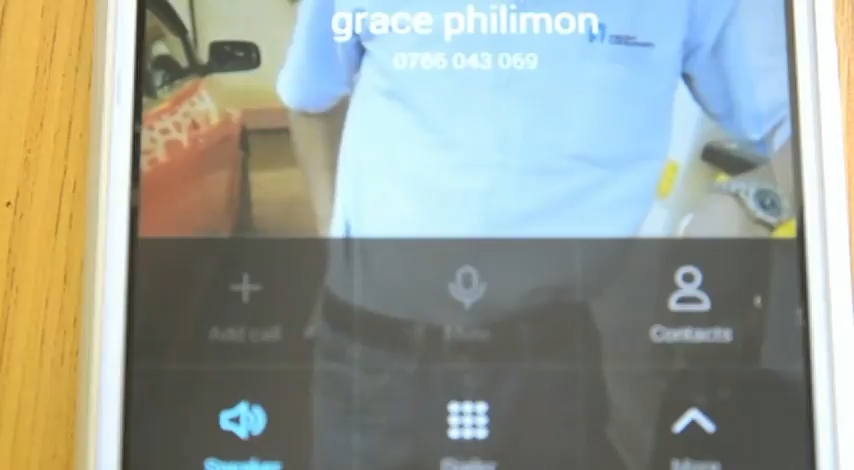 grace philimon
0766 043 069
Add call
Mute
Contacts
Speaker
Dialer
More